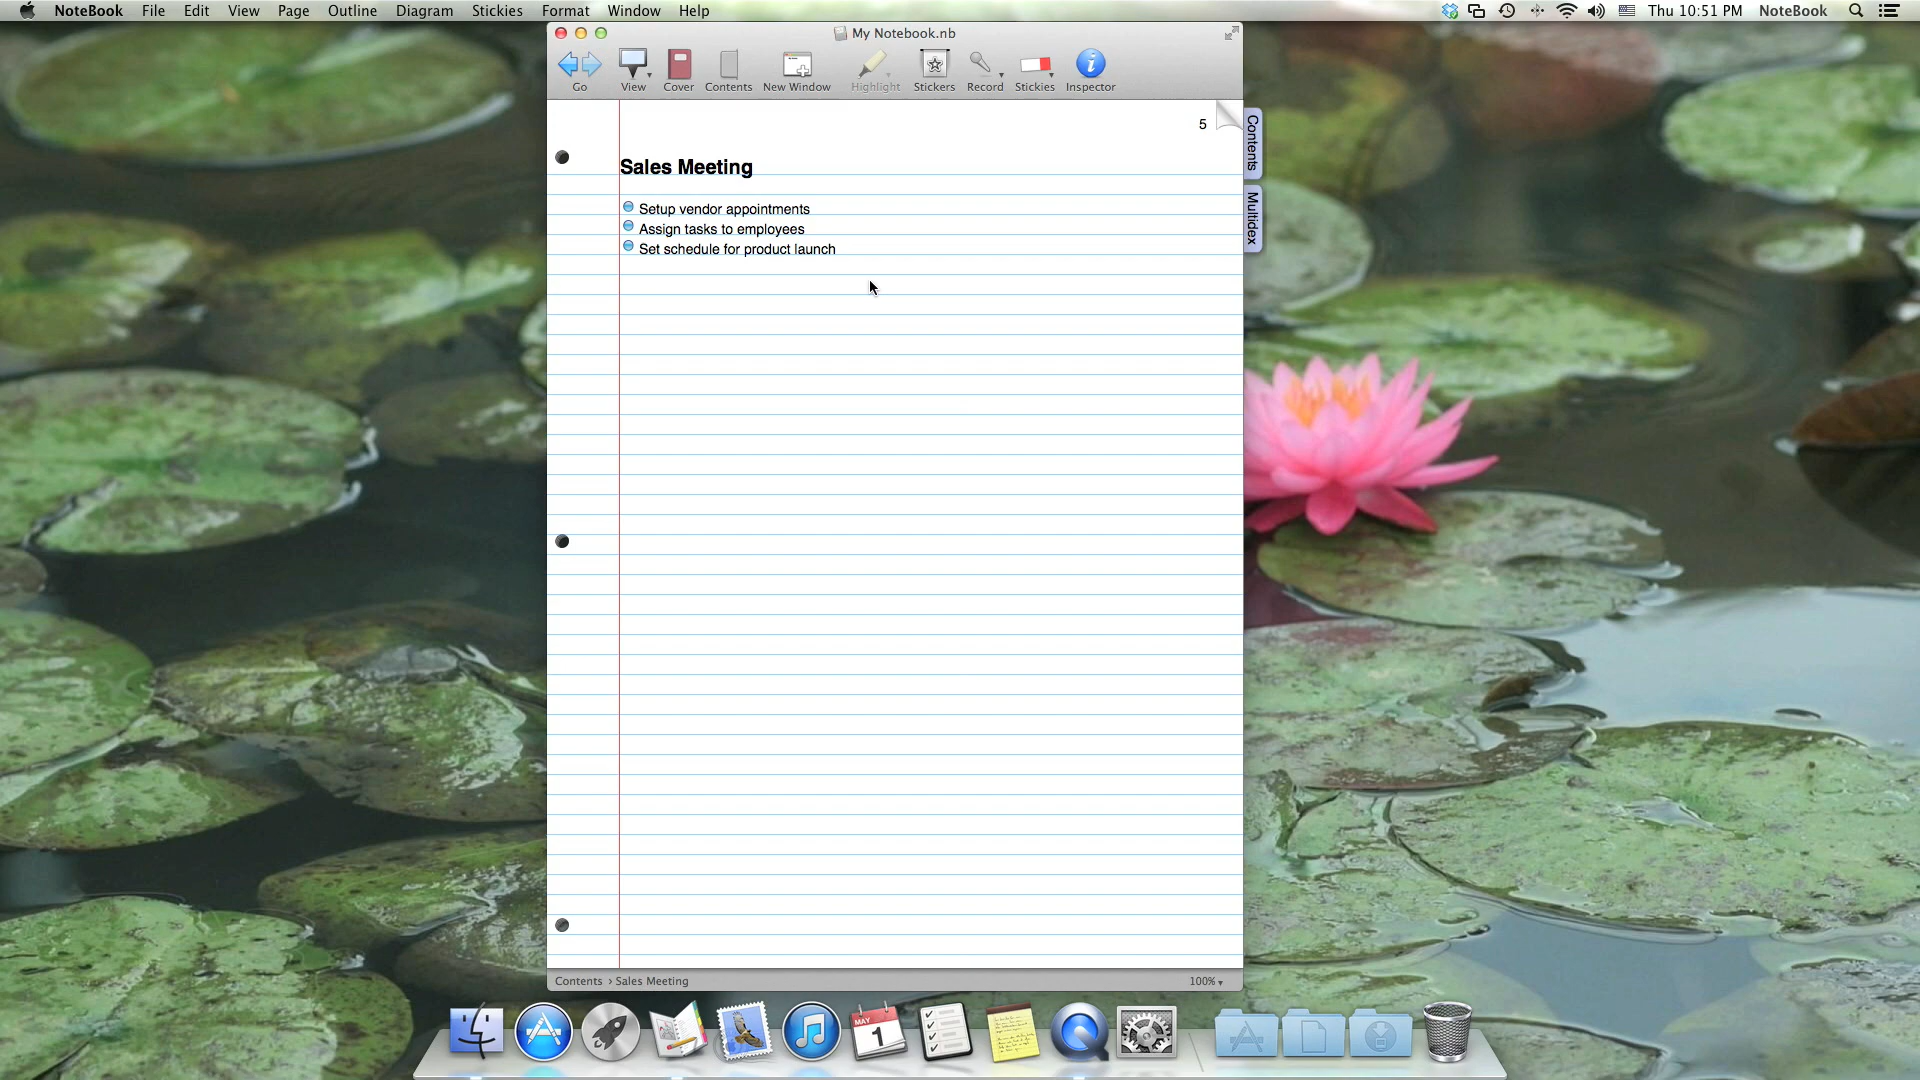 NoteBook File Edit View Page Outline Diagram Stickies Format Window Help Thu 10:51 PM NoteBook
My Notebook.nb
Go View Cover Contents New Window Highlight Stickers Record Stickies Inspector
5
Contents
Multidex
Sales Meeting
Setup vendor appointments
Assign tasks to employees
Set schedule for product launch
Contents › Sales Meeting 100%
MAY
1